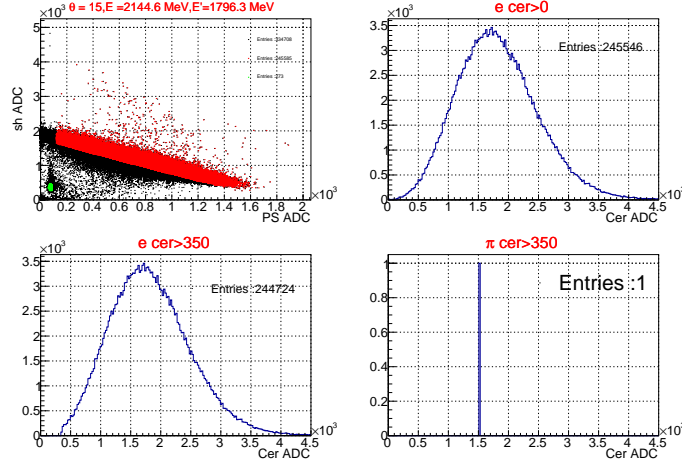 θ = 15,E =2144.6 MeV,E'=1796.3 MeV
×10³
sh ADC
5
4
3
2
1
0
0 0.2 0.4 0.6 0.8 1 1.2 1.4 1.6 1.8 2
×10³
PS ADC
Entries :245585
Entries :273
e cer>0
×10³
Entries :245546
3.5
3
2.5
2
1.5
1
0.5
0
0 0.5 1 1.5 2 2.5 3 3.5 4 4.5
Cer ADC
e cer>350
×10³
Entries :244724
3.5
3
2.5
2
1.5
1
0.5
0
0 0.5 1 1.5 2 2.5 3 3.5 4 4.5
×10³
Cer ADC
π cer>350
Entries :1
1
0.8
0.6
0.4
0.2
0
0 0.5 1 1.5 2 2.5 3 3.5 4 4.5
Cer ADC